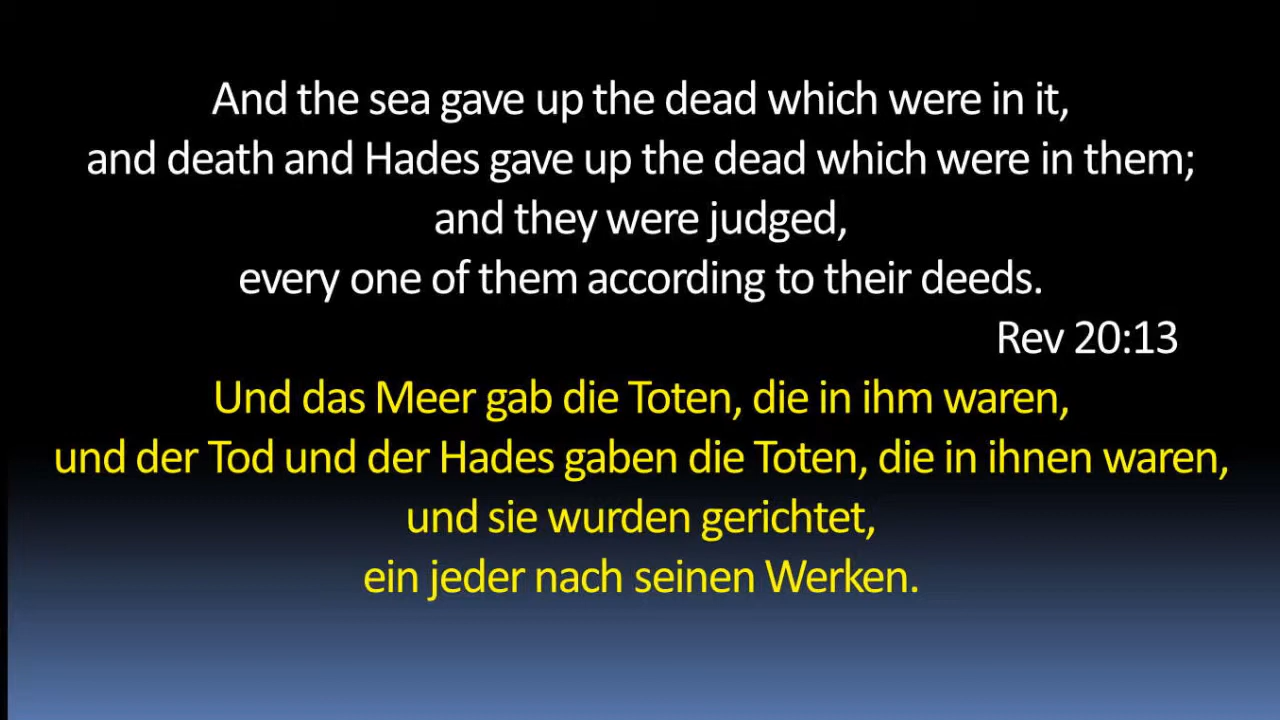 And the sea gave up the dead which were in it,
and death and Hades gave up the dead which were in them;
and they were judged,
every one of them according to their deeds.
Rev 20:13
Und das Meer gab die Toten, die in ihm waren,
und der Tod und der Hades gaben die Toten, die in ihnen waren,
und sie wurden gerichtet,
ein jeder nach seinen Werken.